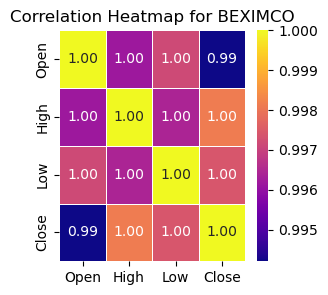 Correlation Heatmap for BEXIMCO
Open 1.00 1.00 1.00 0.99
High 1.00 1.00 1.00 1.00
Low 1.00 1.00 1.00 1.00
Close 0.99 1.00 1.00 1.00
Open High Low Close
1.000
0.999
0.998
0.997
0.996
0.995